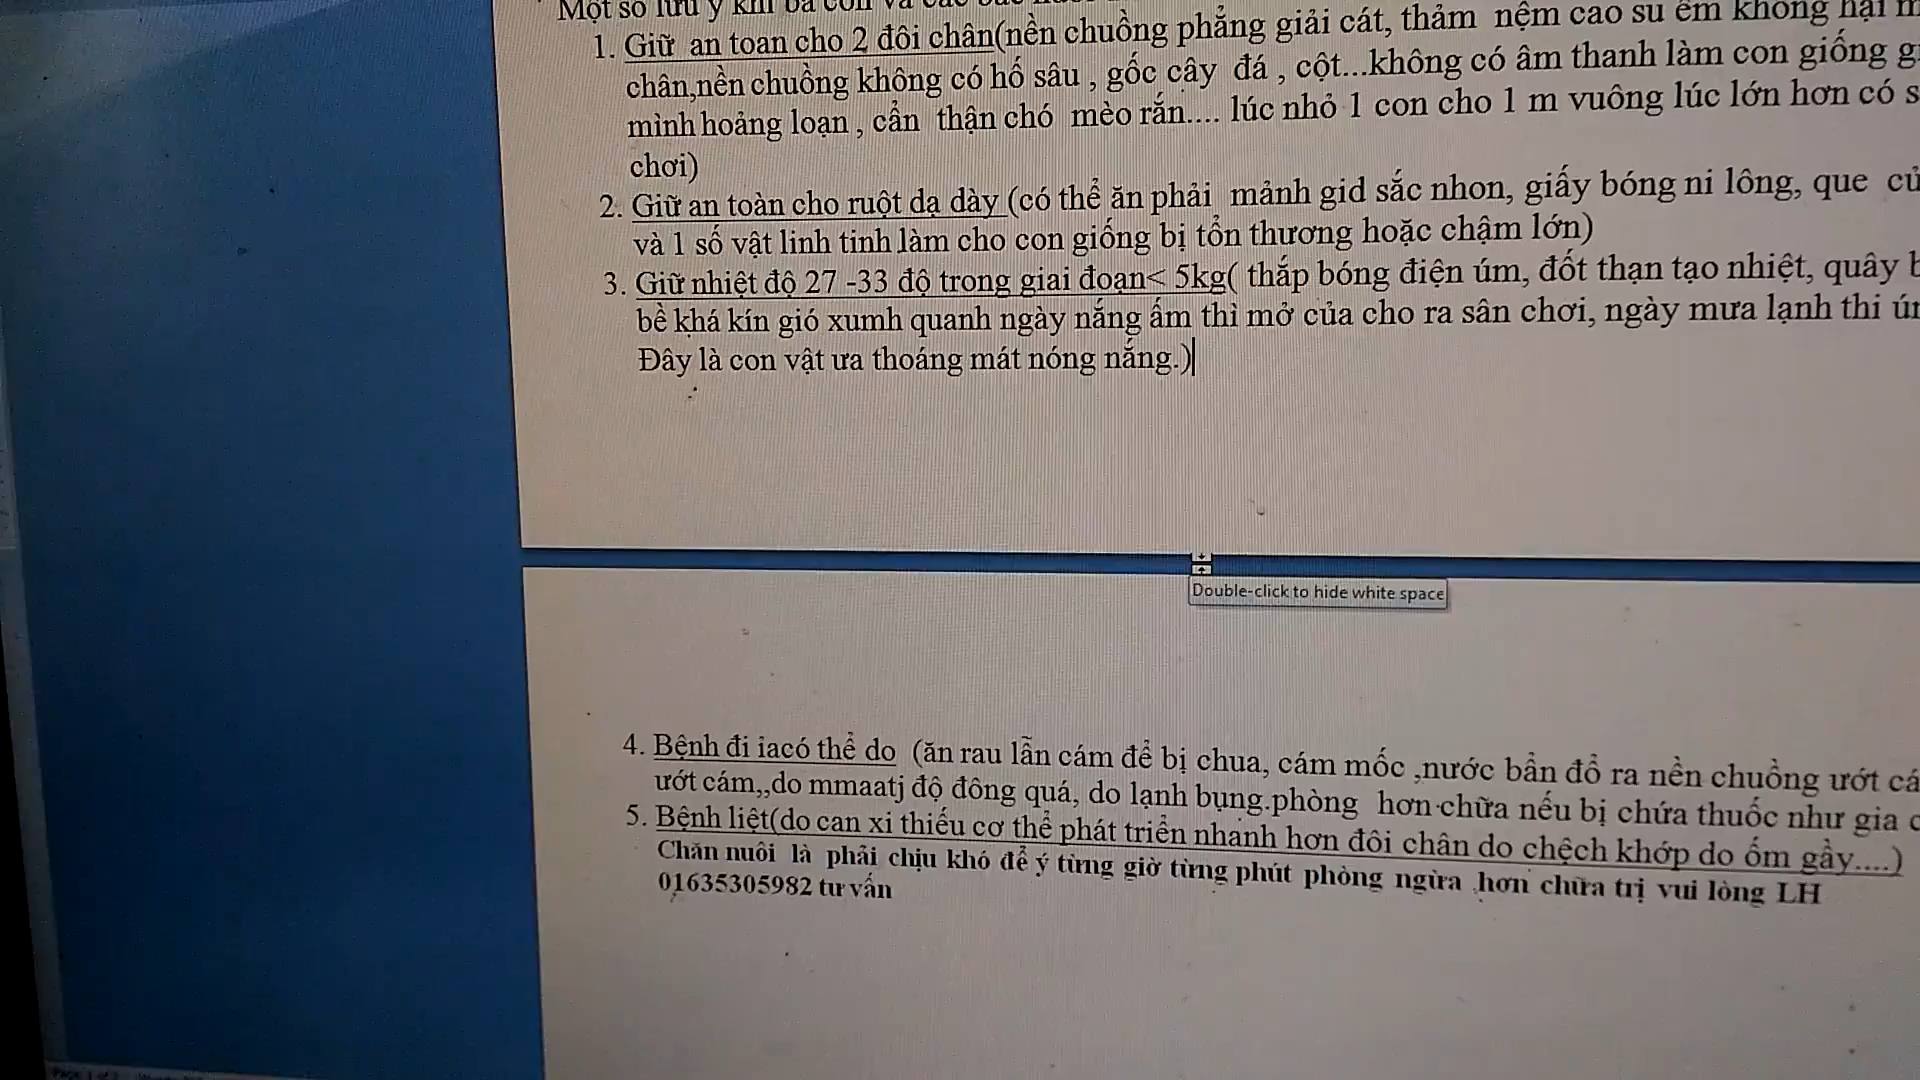 Một số lưu ý khi bà con và các bác
1. Giữ an toan cho 2 đôi chân(nền chuồng phẳng giải cát, thảm nệm cao su êm không hại
chân,nền chuồng không có hố sâu , gốc cây đá , cột...không có âm thanh làm con giống
mình hoảng loạn , cẩn thận chó mèo rắn.... lúc nhỏ 1 con cho 1 m vuông lúc lớn hơn có
chơi)
2. Giữ an toàn cho ruột dạ dày (có thể ăn phải mảnh gid sắc nhon, giấy bóng ni lông, que
và 1 số vật linh tinh làm cho con giống bị tổn thương hoặc chậm lớn)
3. Giữ nhiệt độ 27 -33 độ trong giai đoạn< 5kg( thắp bóng điện úm, đốt thạn tạo nhiệt, quây
bề khá kín gió xumh quanh ngày nắng ấm thì mở của cho ra sân chơi, ngày mưa lạnh thi
Đây là con vật ưa thoáng mát nóng nắng.)
Double-click to hide white space
4. Bệnh đi iacó thể do (ăn rau lẫn cám để bị chua, cám mốc ,nước bẩn đổ ra nền chuồng ướt
ướt cám,,do mmaatj độ đông quá, do lạnh bụng.phòng hơn chữa nếu bị chứa thuốc như gia
5. Bệnh liệt(do can xi thiếu cơ thể phát triển nhanh hơn đôi chân do chệch khớp do ốm gầy....)
Chăn nuôi là phải chịu khó để ý từng giờ từng phút phòng ngừa hơn chữa trị vui lòng LH
01635305982 tư vấn